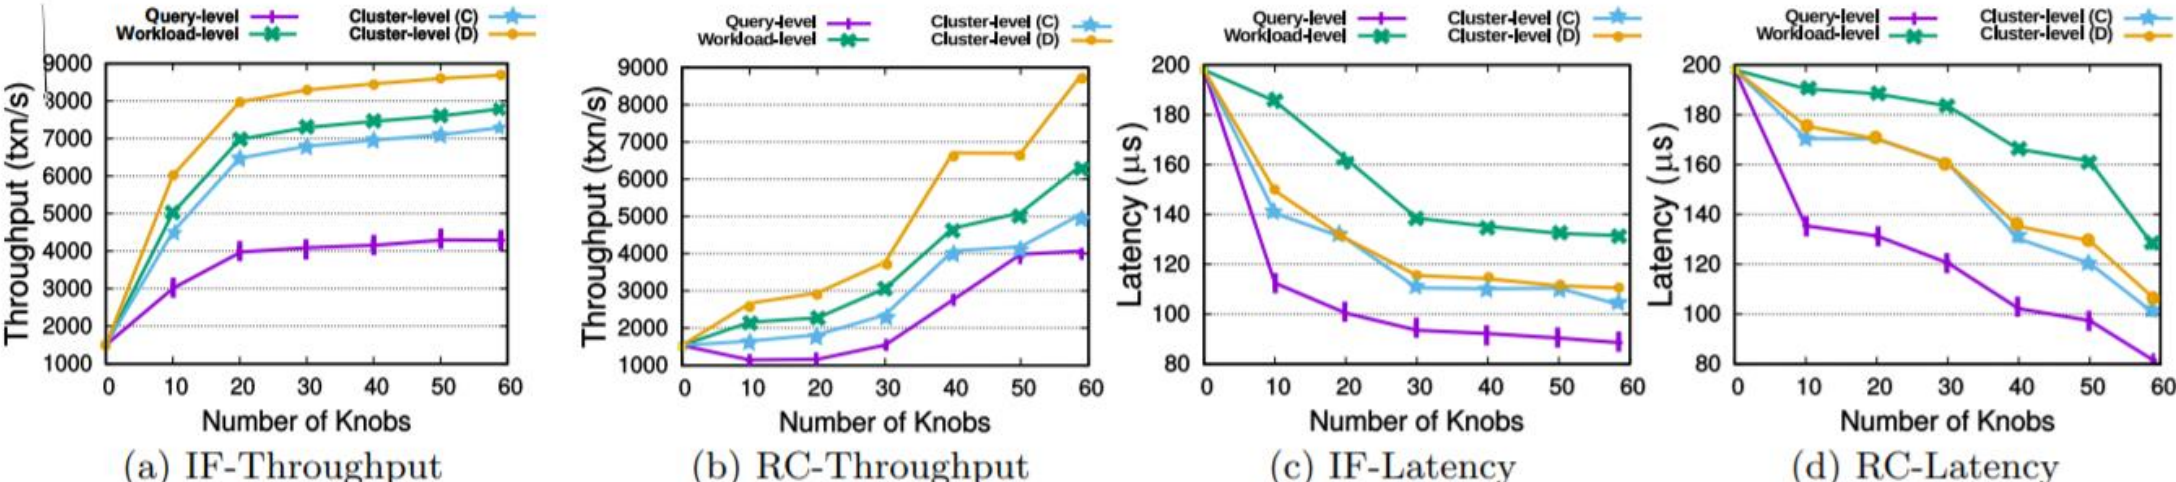 Query-level
Workload-level
Cluster-level (C)
Cluster-level (D)
Throughput (txn/s)
9000
8000
7000
6000
5000
4000
3000
2000
1000
0 10 20 30 40 50 60
Number of Knobs
(a) IF-Throughput
Query-level
Workload-level
Cluster-level (C)
Cluster-level (D)
Throughput (txn/s)
9000
8000
7000
6000
5000
4000
3000
2000
1000
0 10 20 30 40 50 60
Number of Knobs
(b) RC-Throughput
Query-level
Workload-level
Cluster-level (C)
Cluster-level (D)
Latency (μs)
200
180
160
140
120
100
80
0 10 20 30 40 50 60
Number of Knobs
(c) IF-Latency
Query-level
Workload-level
Cluster-level (C)
Cluster-level (D)
Latency (μs)
200
180
160
140
120
100
80
0 10 20 30 40 50 60
Number of Knobs
(d) RC-Latency